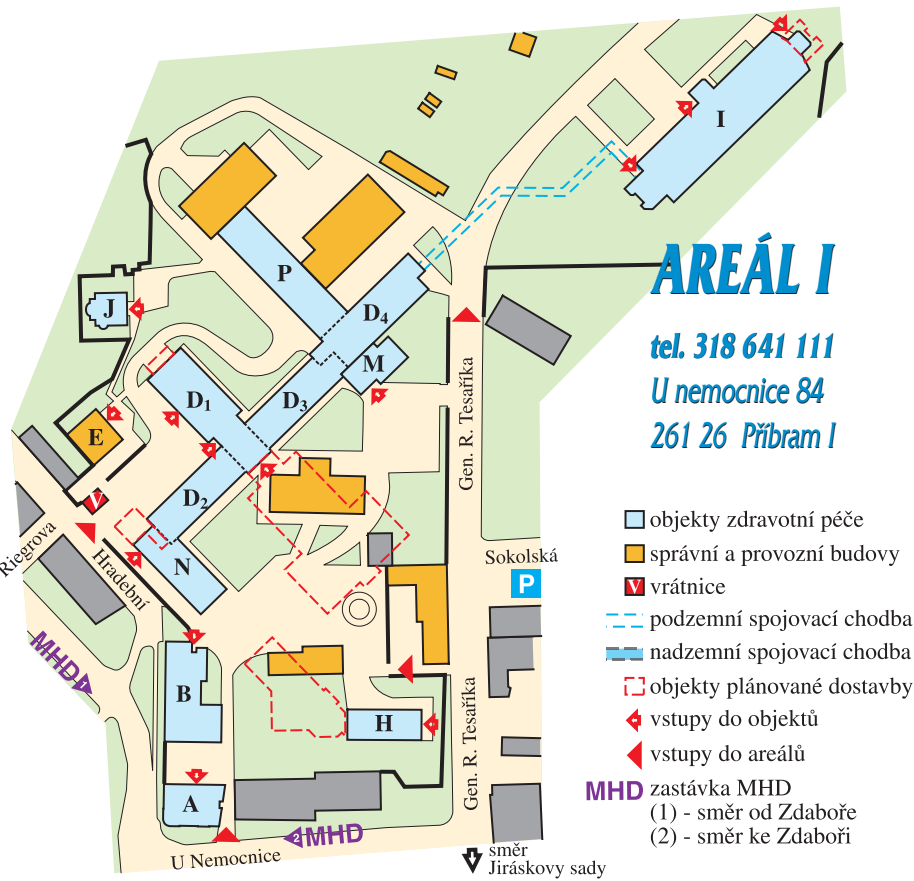 I
AREÁL I
tel. 318 641 111
U nemocnice 84
261 26 Příbram I
P
J
D4
M
D1
D3
E
V
D2
N
Riegrova
Hradební
Gen. R. Tesaříka
Sokolská
P
MHD 1
B
H
A
Gen. R. Tesaříka
2 MHD
U Nemocnice
směr
Jiráskovy sady
objekty zdravotní péče
správní a provozní budovy
V vrátnice
podzemní spojovací chodba
nadzemní spojovací chodba
objekty plánované dostavby
vstupy do objektů
vstupy do areálů
MHD zastávka MHD
(1) - směr od Zdaboře
(2) - směr ke Zdaboři